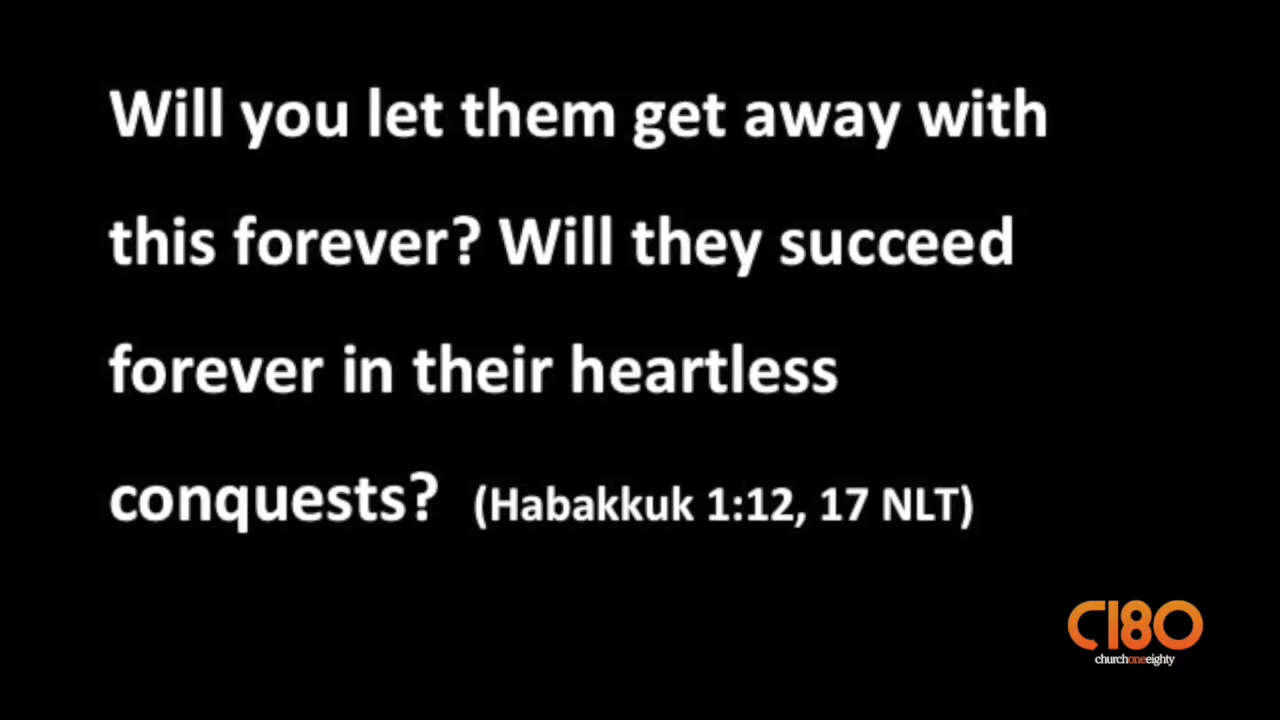 Will you let them get away with
this forever? Will they succeed
forever in their heartless
conquests? (Habakkuk 1:12, 17 NLT)
C180
churchoneeighty